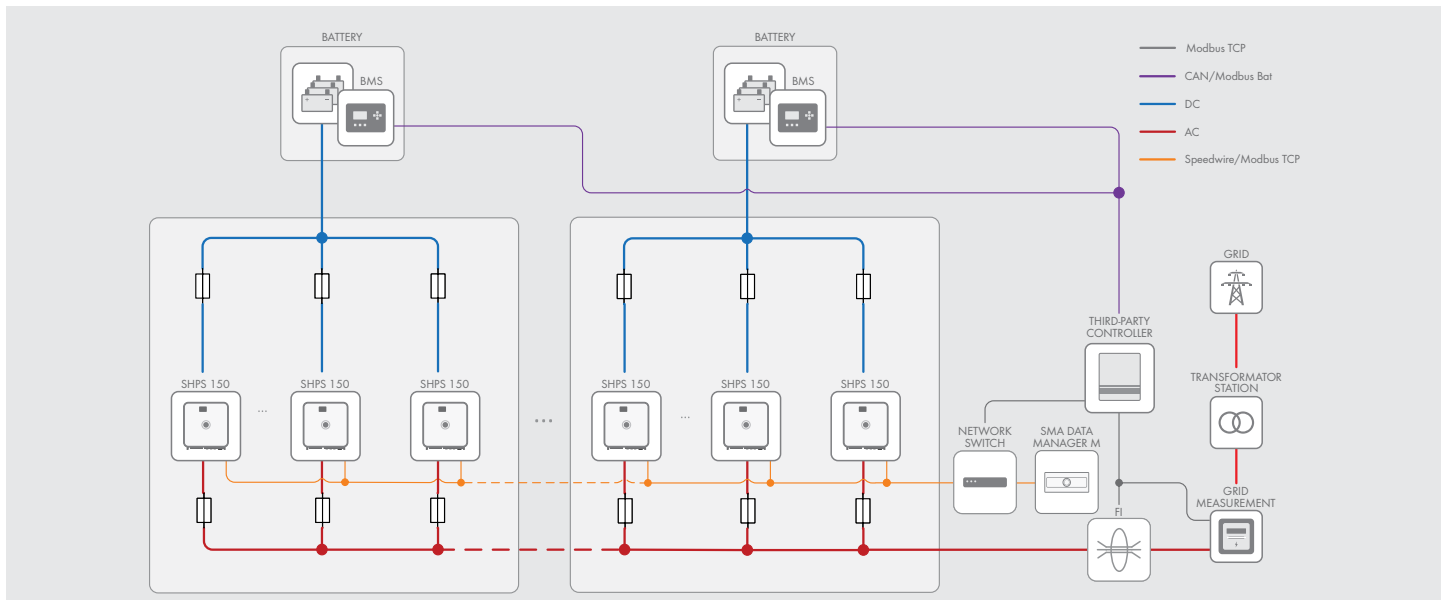 BATTERY
BMS
BATTERY
BMS
Modbus TCP
CAN/Modbus Bat
DC
AC
Speedwire/Modbus TCP
SHPS 150
...
SHPS 150
SHPS 150
...
SHPS 150
...
SHPS 150
SHPS 150
THIRD-PARTY
CONTROLLER
GRID
TRANSFORMATOR
STATION
NETWORK
SWITCH
SMA DATA
MANAGER M
FI
GRID
MEASUREMENT